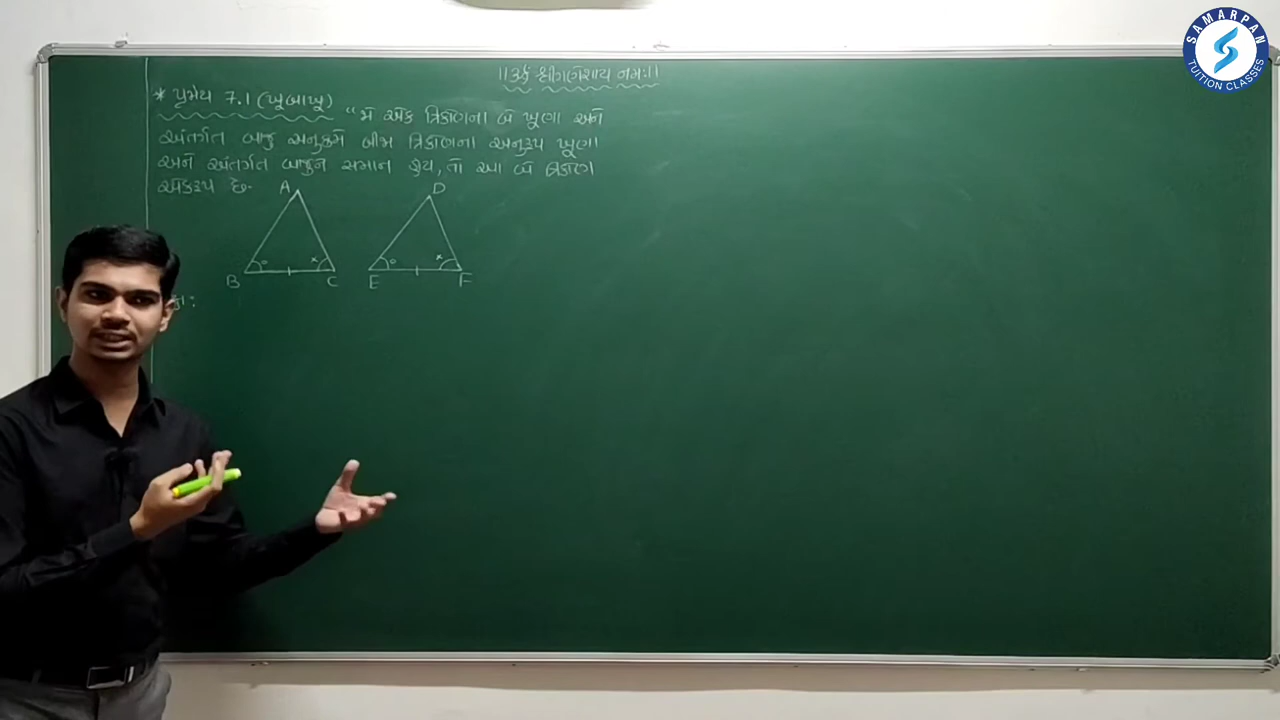 ||ૐ શ્રી ગણેશાય નમઃ||
* પ્રમેય 7.1 (ખૂબાખૂ)
"જો એક ત્રિકોણના બે ખૂણા અને
અંતર્ગત બાજુ અનુક્રમે બીજા ત્રિકોણના અનુરૂપ ખૂણા
અને અંતર્ગત બાજુને સમાન હોય, તો આ બે ત્રિકોણ
એકરૂપ છે.
A D
B C E F
SAMARPAN
TUITION CLASSES